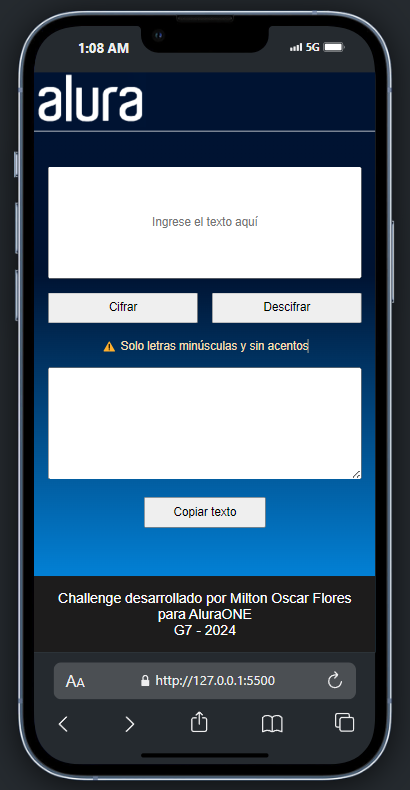 1:08 AM 5G
alura
Ingrese el texto aquí
Cifrar Descifrar
⚠ Solo letras minúsculas y sin acentos
Copiar texto
Challenge desarrollado por Milton Oscar Flores
para AluraONE
G7 - 2024
AA http://127.0.0.1:5500